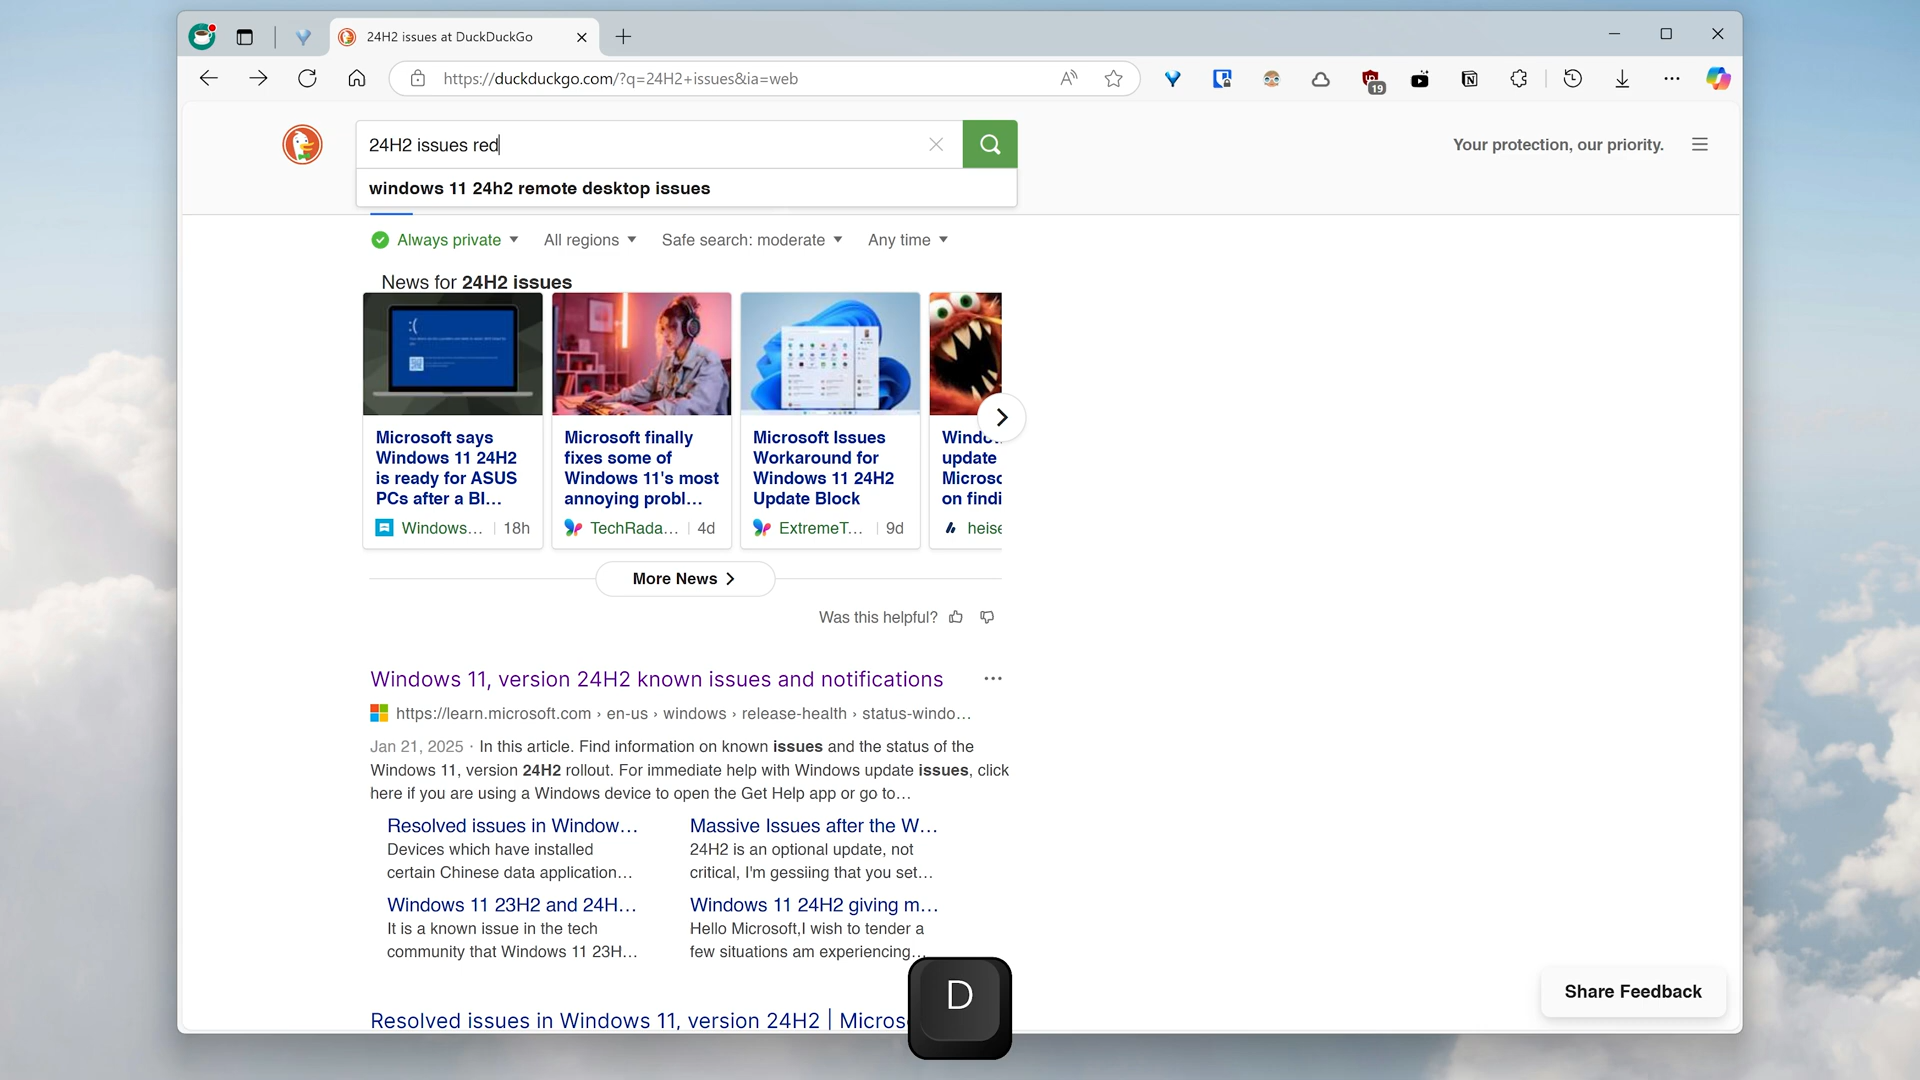 24H2 issues at DuckDuckGo
https://duckduckgo.com/?q=24H2+issues&ia=web
19
24H2 issues red
Your protection, our priority.
windows 11 24h2 remote desktop issues
Always private
All regions
Safe search: moderate
Any time
News for 24H2 issues
Microsoft says
Windows 11 24H2
is ready for ASUS
PCs after a BI...
Windows... | 18h
Microsoft finally
fixes some of
Windows 11's most
annoying probl...
TechRada... | 4d
Microsoft Issues
Workaround for
Windows 11 24H2
Update Block
ExtremeT... | 9d
Windo
update
Microso
on findi
heise
More News
Was this helpful?
Windows 11, version 24H2 known issues and notifications
https://learn.microsoft.com › en-us › windows › release-health › status-windo...
Jan 21, 2025 · In this article. Find information on known issues and the status of the
Windows 11, version 24H2 rollout. For immediate help with Windows update issues, click
here if you are using a Windows device to open the Get Help app or go to...
Resolved issues in Window...
Devices which have installed
certain Chinese data application...
Massive Issues after the W...
24H2 is an optional update, not
critical, I'm gessiing that you set...
Windows 11 23H2 and 24H...
It is a known issue in the tech
community that Windows 11 23H...
Windows 11 24H2 giving m...
Hello Microsoft,I wish to tender a
few situations am experiencing...
Resolved issues in Windows 11, version 24H2 | Micros
D
Share Feedback